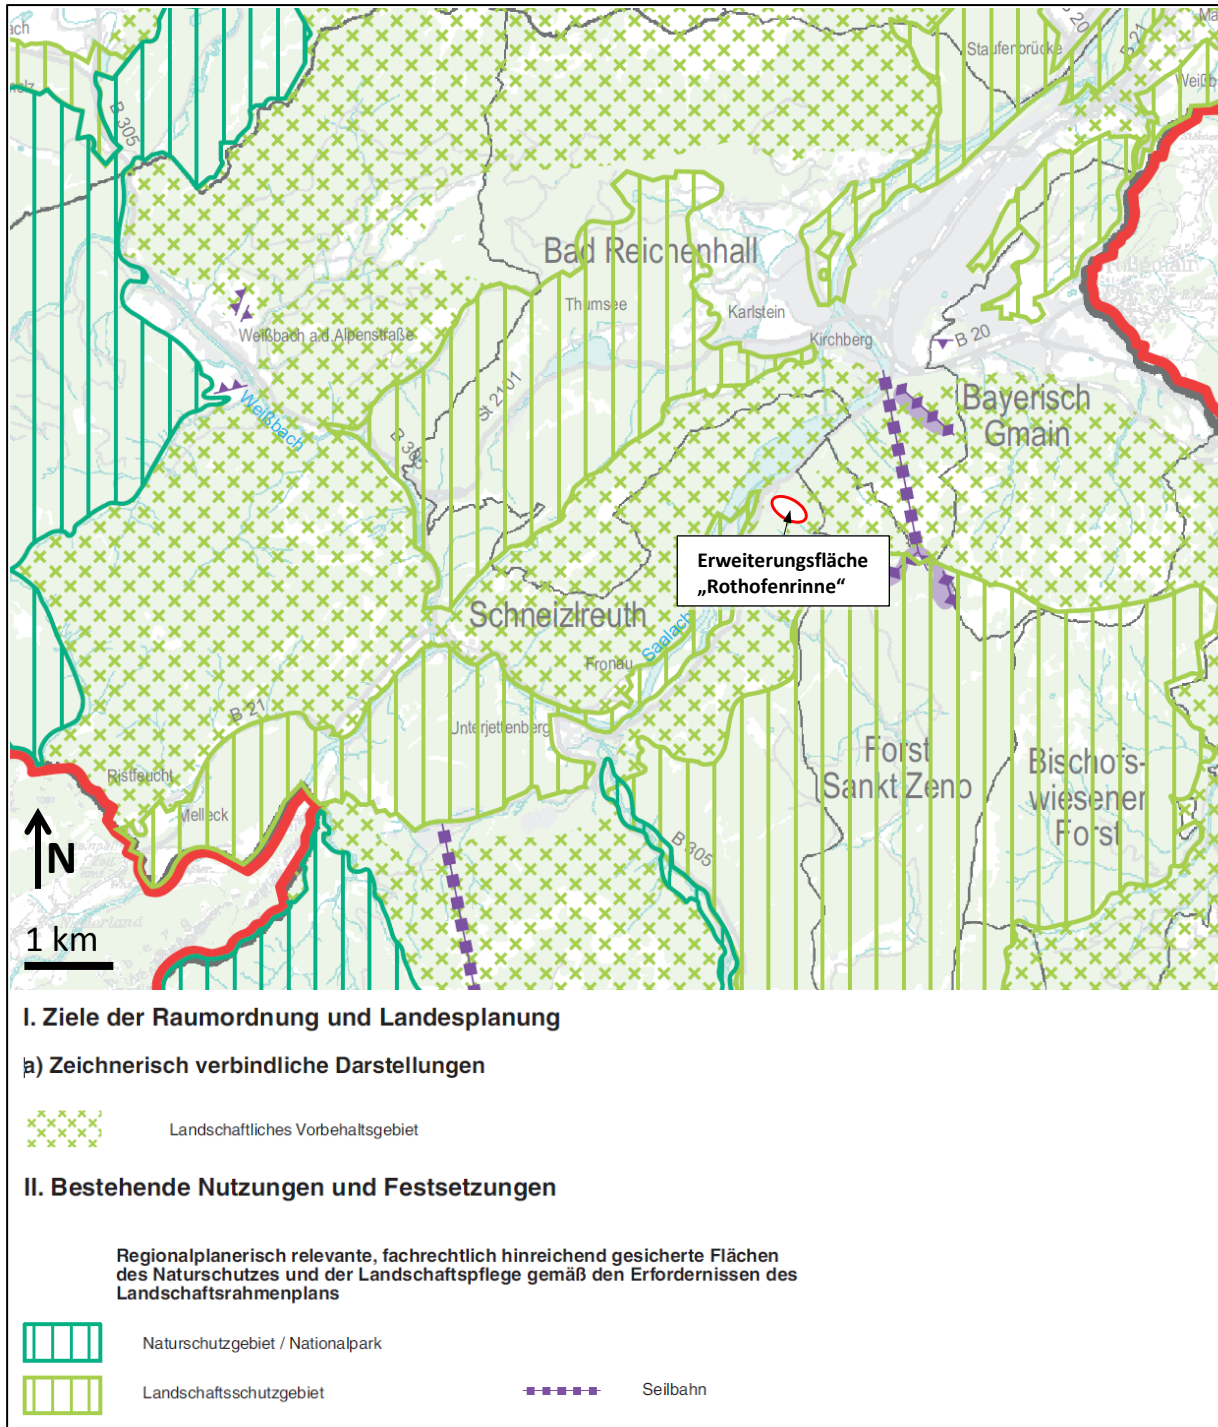 B 20
Staufenbrücke
B 21
B 305
Bad Reichenhall
Thumsee
Karlstein
Kirchberg
B 20
Weißbach a.d.Alpenstraße
Weißbach
St 2101
B 305
Bayerisch
Gmain
Erweiterungsfläche
„Rothofenrinne“
Schneizlreuth
Saalach
Fronau
B 21
Unterjettenberg
Ristfeucht
Melleck
Forst
Sankt Zeno
Bischofs-
wiesener
Forst
B 305
N
1 km
I. Ziele der Raumordnung und Landesplanung
a) Zeichnerisch verbindliche Darstellungen
Landschaftliches Vorbehaltsgebiet
II. Bestehende Nutzungen und Festsetzungen
Regionalplanerisch relevante, fachrechtlich hinreichend gesicherte Flächen
des Naturschutzes und der Landschaftspflege gemäß den Erfordernissen des
Landschaftsrahmenplans
Naturschutzgebiet / Nationalpark
Landschaftsschutzgebiet
Seilbahn